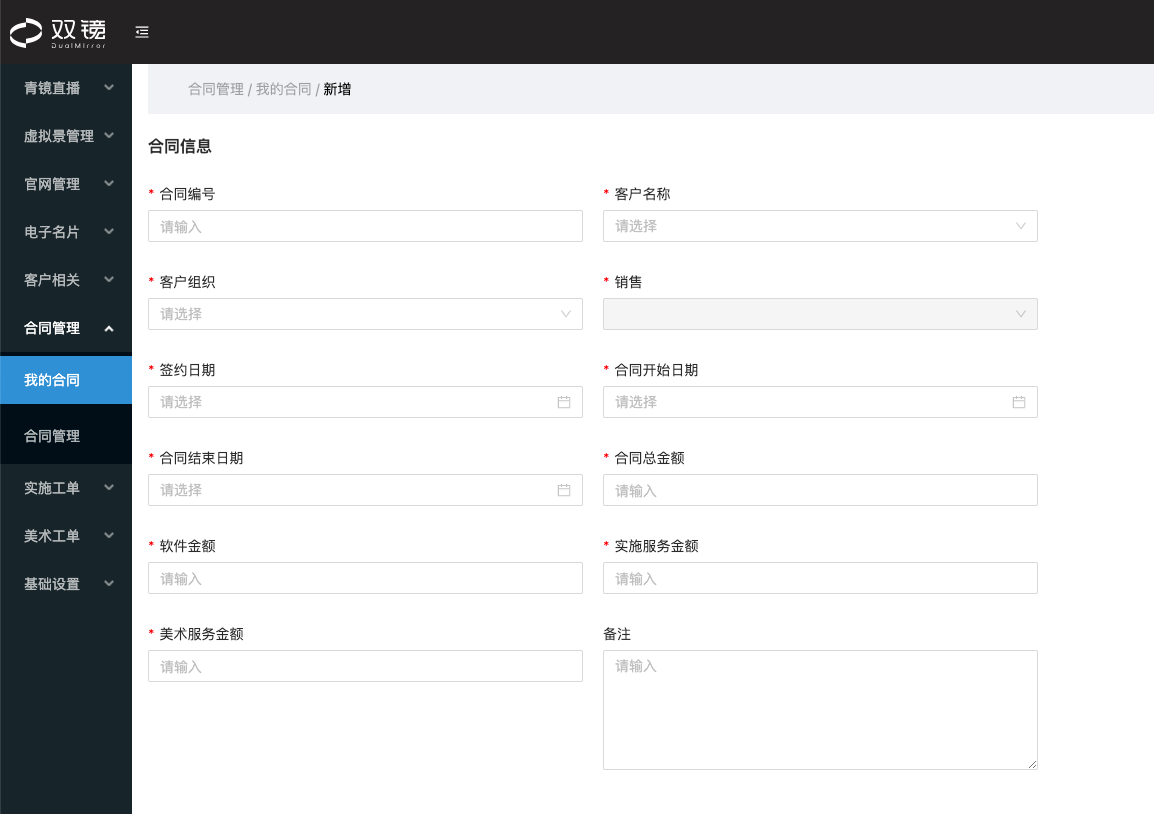 双镜
DualMirror
青镜直播
虚拟景管理
官网管理
电子名片
客户相关
合同管理
我的合同
合同管理
实施工单
美术工单
基础设置
合同管理 / 我的合同 / 新增
合同信息
* 合同编号
请输入
* 客户名称
请选择
* 客户组织
请选择
* 销售
* 签约日期
请选择
* 合同开始日期
请选择
* 合同结束日期
请选择
* 合同总金额
请输入
* 软件金额
请输入
* 实施服务金额
请输入
* 美术服务金额
请输入
备注
请输入